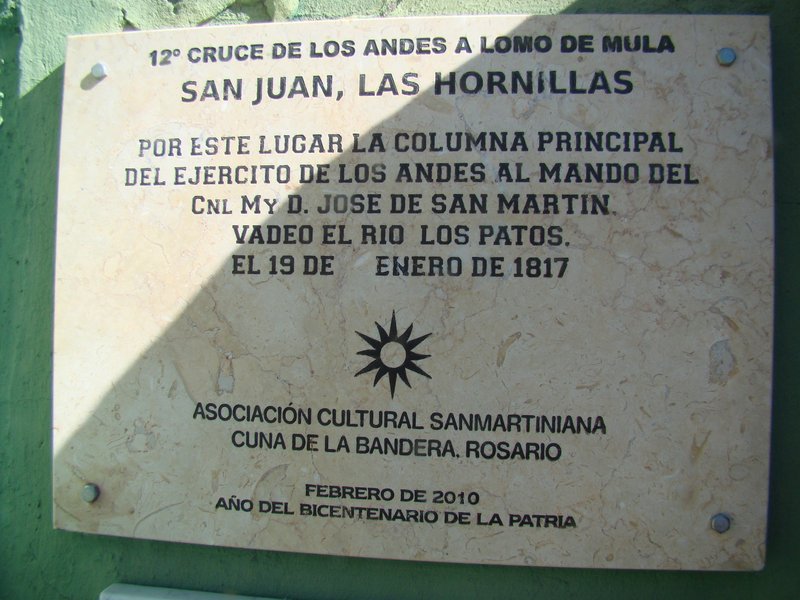 12º CRUCE DE LOS ANDES A LOMO DE MULA
SAN JUAN, LAS HORNILLAS
POR ESTE LUGAR LA COLUMNA PRINCIPAL
DEL EJERCITO DE LOS ANDES AL MANDO DEL
CNL MY D. JOSE DE SAN MARTIN,
VADEO EL RIO LOS PATOS,
EL 19 DE ENERO DE 1817
ASOCIACIÓN CULTURAL SANMARTINIANA
CUNA DE LA BANDERA. ROSARIO
FEBRERO DE 2010
AÑO DEL BICENTENARIO DE LA PATRIA